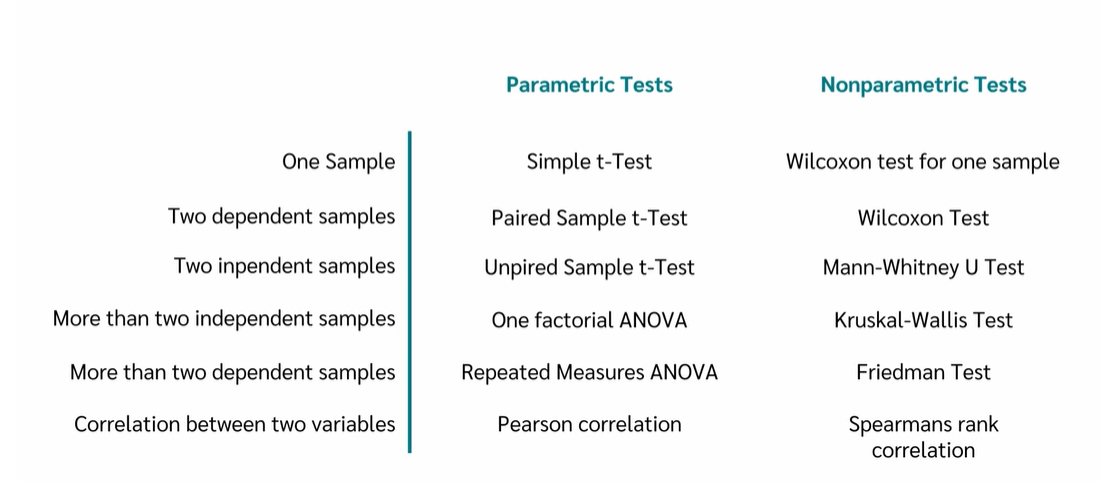 Parametric Tests Nonparametric Tests
One Sample Simple t-Test Wilcoxon test for one sample
Two dependent samples Paired Sample t-Test Wilcoxon Test
Two inpendent samples Unpired Sample t-Test Mann-Whitney U Test
More than two independent samples One factorial ANOVA Kruskal-Wallis Test
More than two dependent samples Repeated Measures ANOVA Friedman Test
Correlation between two variables Pearson correlation Spearmans rank
correlation